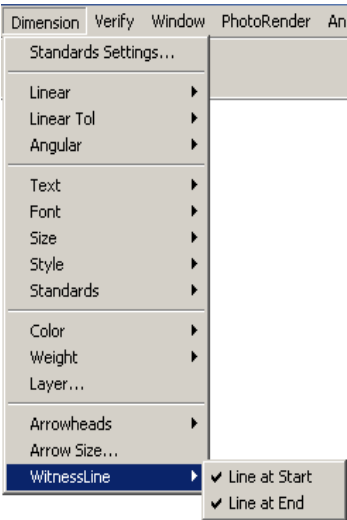 Dimension Verify Window PhotoRender An
Standards Settings...
Linear
Linear Tol
Angular
Text
Font
Size
Style
Standards
Color
Weight
Layer...
Arrowheads
Arrow Size...
WitnessLine
Line at Start
Line at End